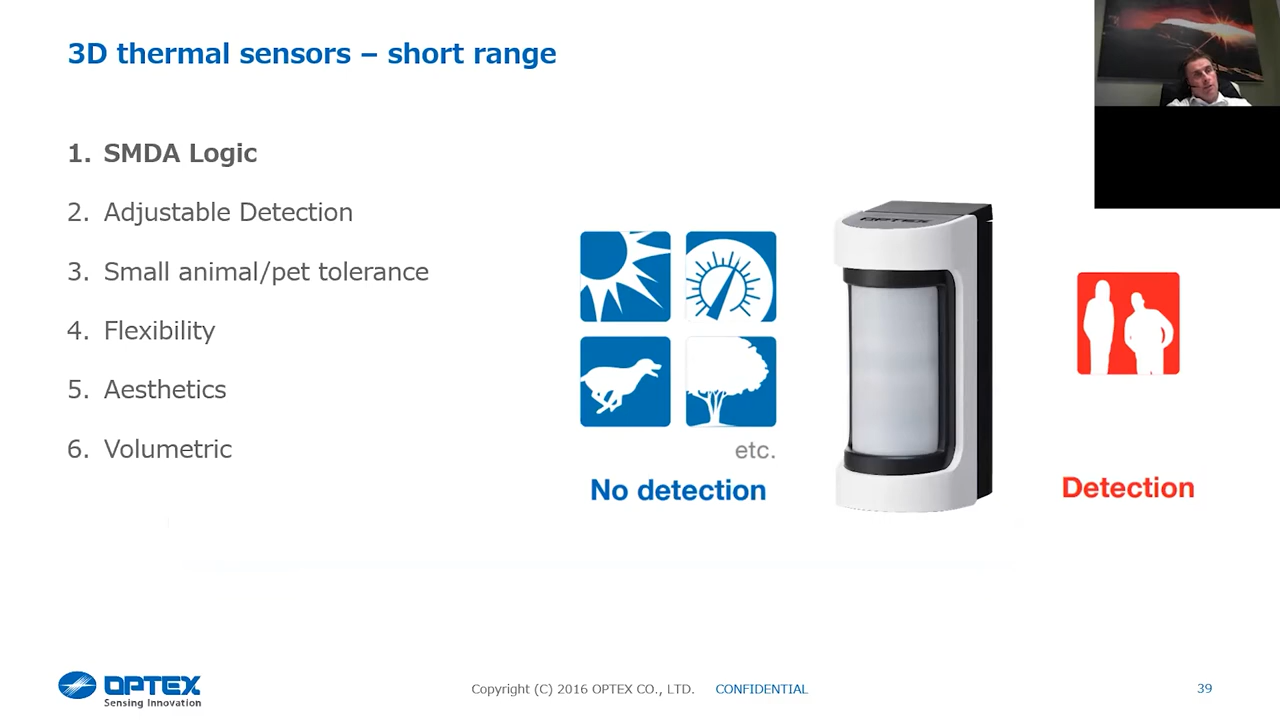 3D thermal sensors – short range
1. SMDA Logic
2. Adjustable Detection
3. Small animal/pet tolerance
4. Flexibility
5. Aesthetics
6. Volumetric
OPTEX
etc.
No detection
Detection
OPTEX
Sensing Innovation
Copyright (C) 2016 OPTEX CO., LTD. CONFIDENTIAL
39